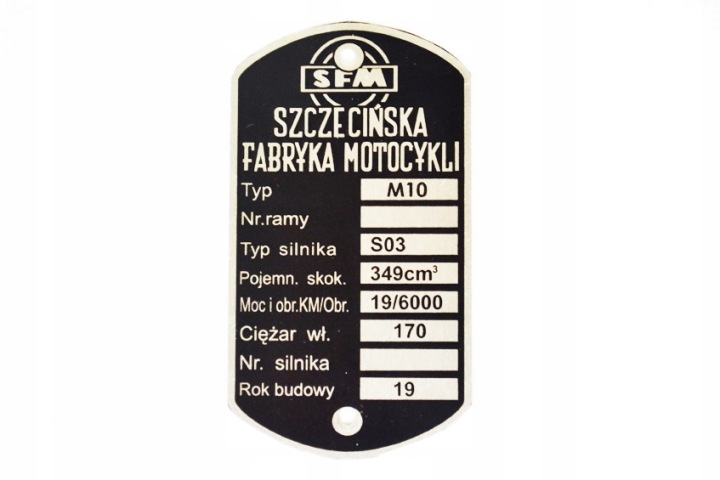 SFM
SZCZECIŃSKA
FABRYKA MOTOCYKLI
Typ M10
Nr.ramy
Typ silnika S03
Pojemn. skok. 349cm³
Moc i obr.KM/Obr. 19/6000
Ciężar wł. 170
Nr. silnika
Rok budowy 19